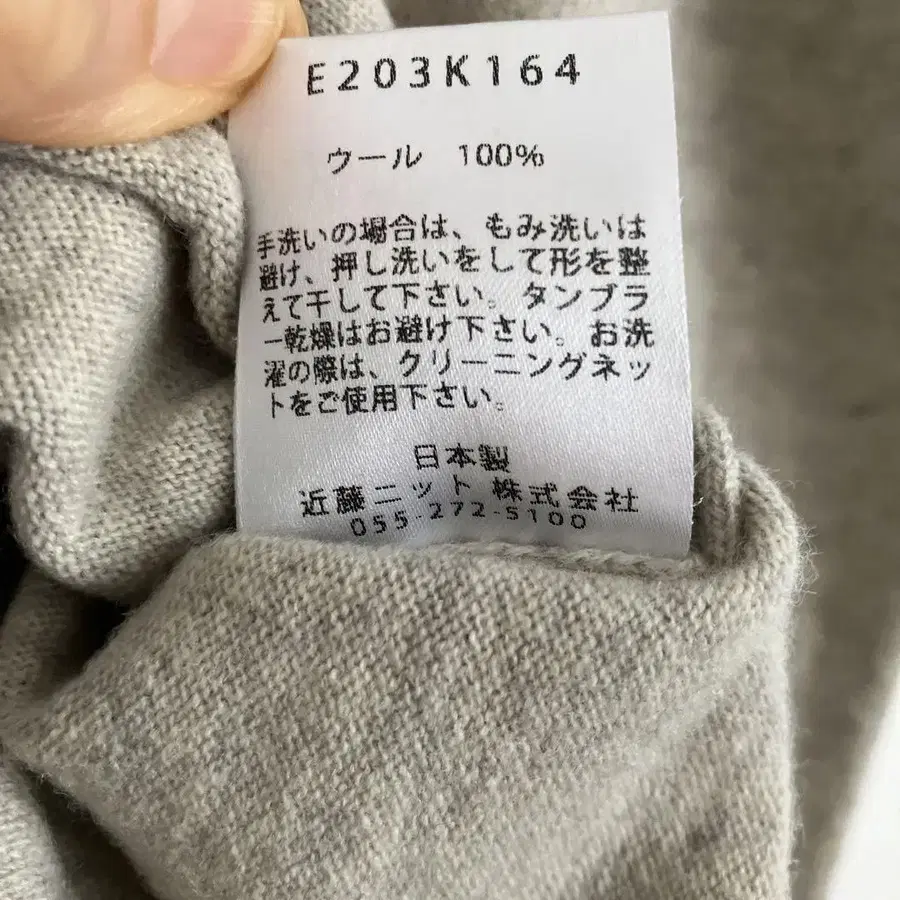 E203K164
ウール 100%
手洗いの場合は、もみ洗いは
避け、押し洗いをして形を整
えて干して下さい。タンブラ
ー乾燥はお避け下さい。お洗
濯の際は、クリーニングネッ
トをご使用下さい。
日本製
近藤ニット株式会社
055-272-5100